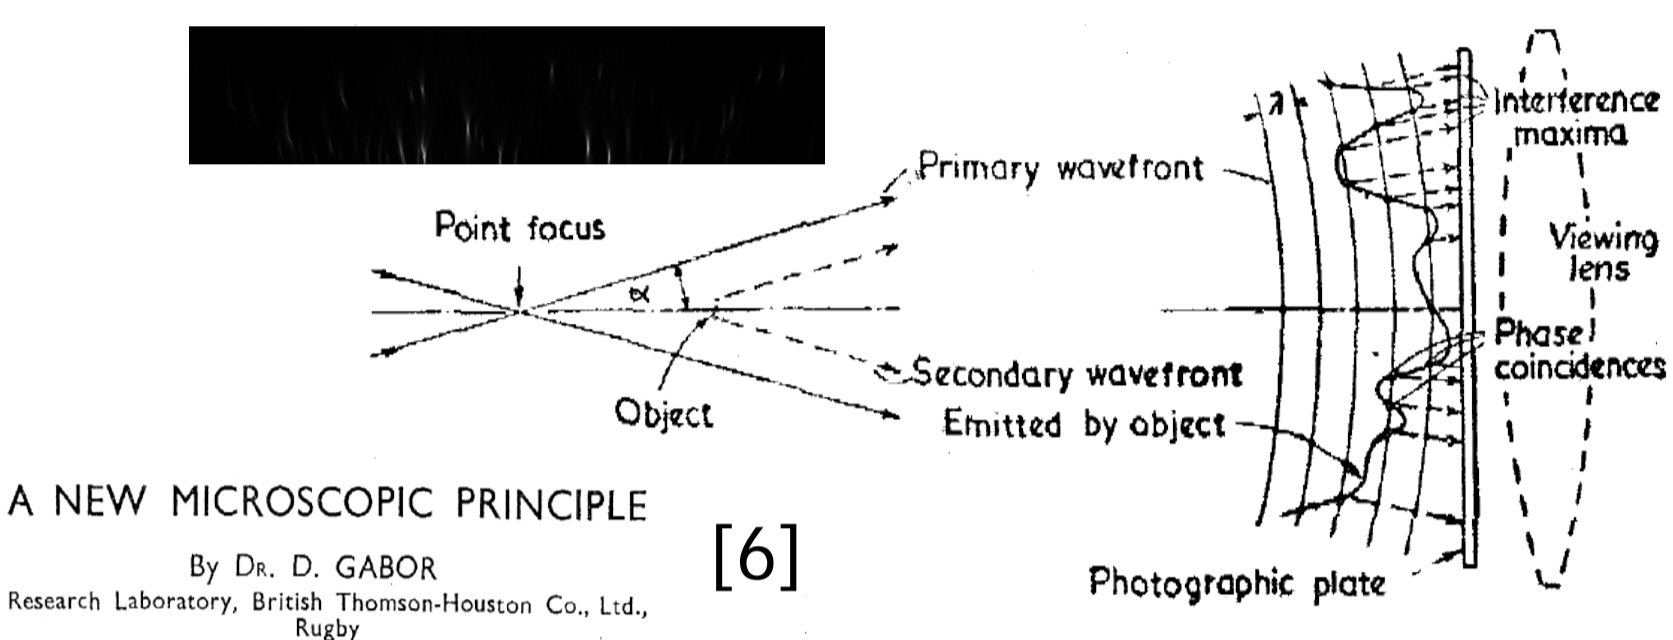 Point focus
α
Object
Primary wavefront
Secondary wavefront
Emitted by object
λ
Interference
maxima
Viewing
lens
Phase
coincidences
Photographic plate
A NEW MICROSCOPIC PRINCIPLE
By DR. D. GABOR
Research Laboratory, British Thomson-Houston Co., Ltd.,
Rugby
[6]